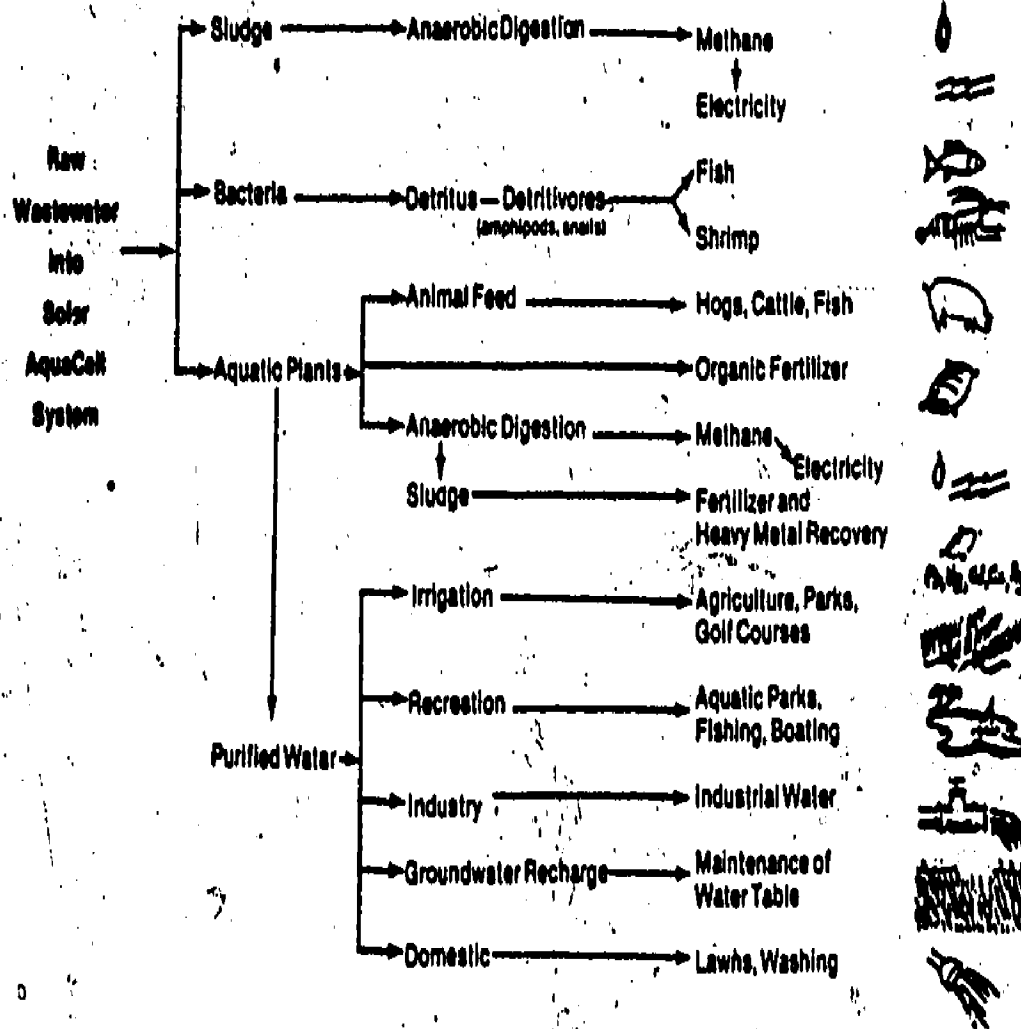 Sludge
Anaerobic Digestion
Methane
Electricity
Raw
Wastewater
Into
Solar
AquaCell
System
Bacteria
Detritus — Detritivores
(amphipods, snails)
Fish
Shrimp
Aquatic Plants
Animal Feed
Hogs, Cattle, Fish
Organic Fertilizer
Anaerobic Digestion
Methane
Electricity
Sludge
Fertilizer and
Heavy Metal Recovery
Purified Water
Irrigation
Agriculture, Parks,
Golf Courses
Recreation
Aquatic Parks,
Fishing, Boating
Industry
Industrial Water
Groundwater Recharge
Maintenance of
Water Table
Domestic
Lawns, Washing